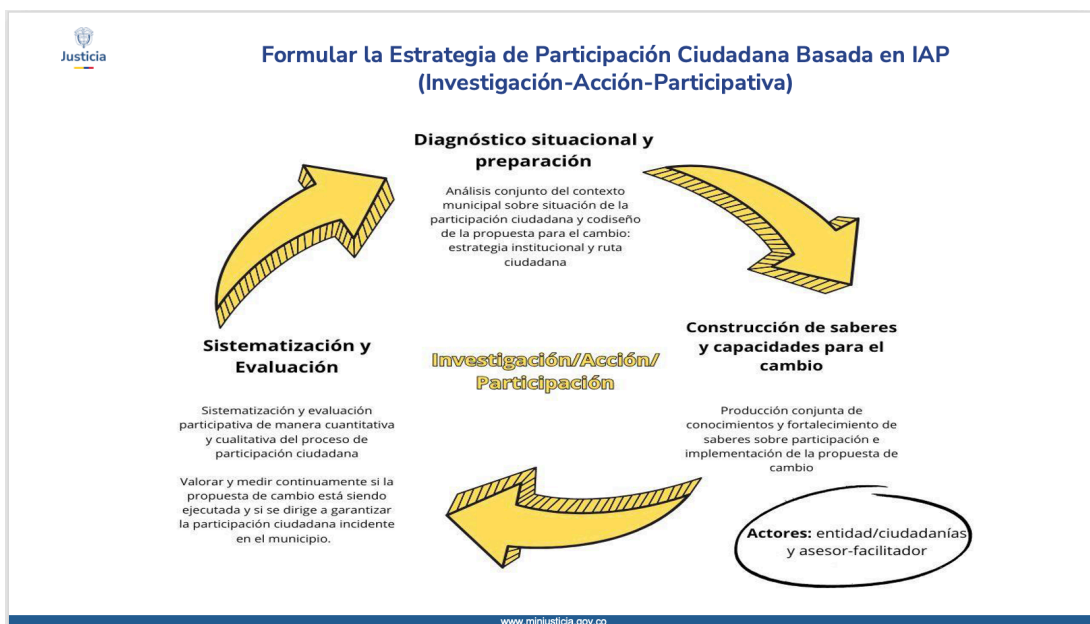 Justicia
Formular la Estrategia de Participación Ciudadana Basada en IAP
(Investigación-Acción-Participativa)
Diagnóstico situacional y
preparación
Análisis conjunto del contexto
municipal sobre situación de la
participación ciudadana y codiseño
de la propuesta para el cambio:
estrategia institucional y ruta
ciudadana
Construcción de saberes
y capacidades para el
cambio
Producción conjunta de
conocimientos y fortalecimiento de
saberes sobre participación e
implementación de la propuesta de
cambio
Actores: entidad/ciudadanías
y asesor-facilitador
Sistematización y
Evaluación
Sistematización y evaluación
participativa de manera cuantitativa
y cualitativa del proceso de
participación ciudadana
Valorar y medir continuamente si la
propuesta de cambio está siendo
ejecutada y si se dirige a garantizar
la participación ciudadana incidente
en el municipio.
Investigación/Acción/
Participación
www.minjusticia.gov.co